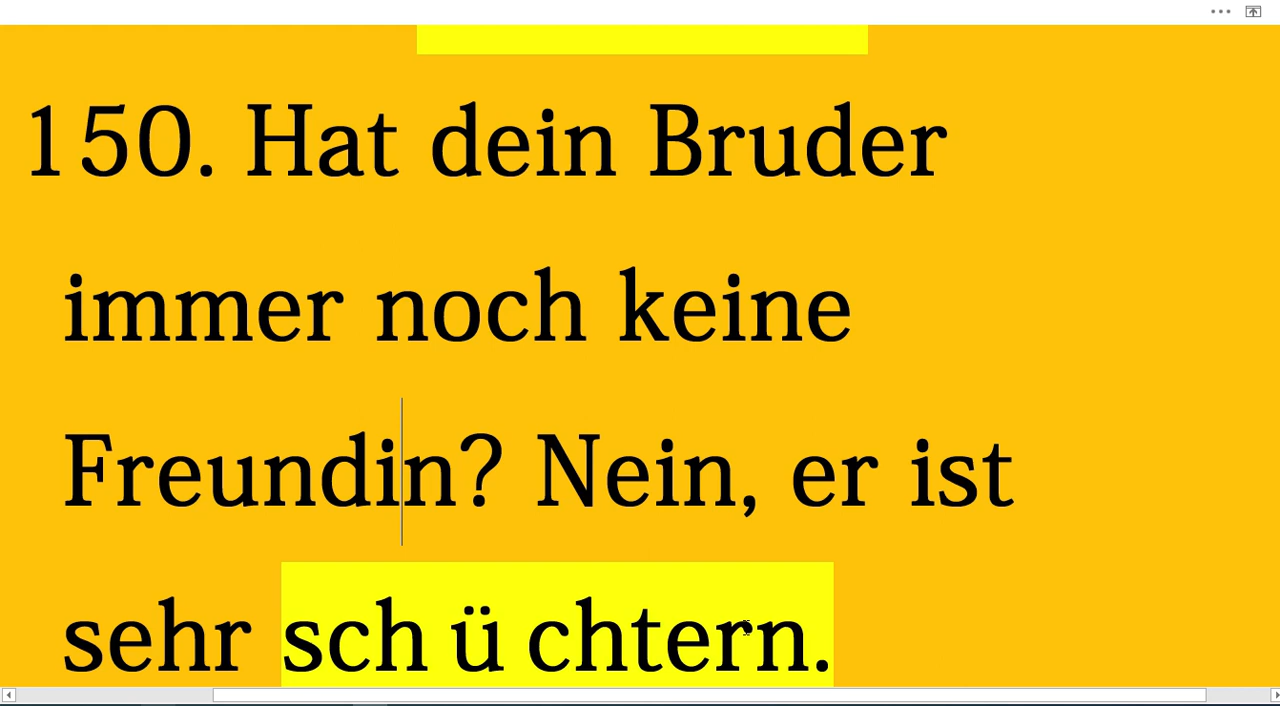 150. Hat dein Bruder
immer noch keine
Freundin? Nein, er ist
sehr sch ü chtern.